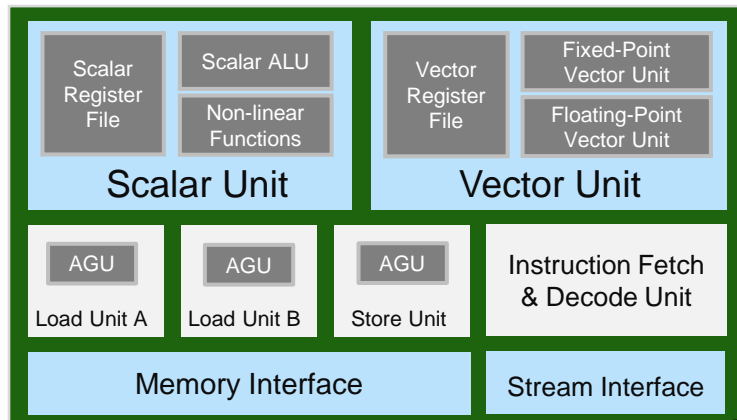 Scalar
Register
File
Scalar ALU
Non-linear
Functions
Scalar Unit
Vector
Register
File
Fixed-Point
Vector Unit
Floating-Point
Vector Unit
Vector Unit
AGU
Load Unit A
AGU
Load Unit B
AGU
Store Unit
Instruction Fetch
& Decode Unit
Memory Interface
Stream Interface